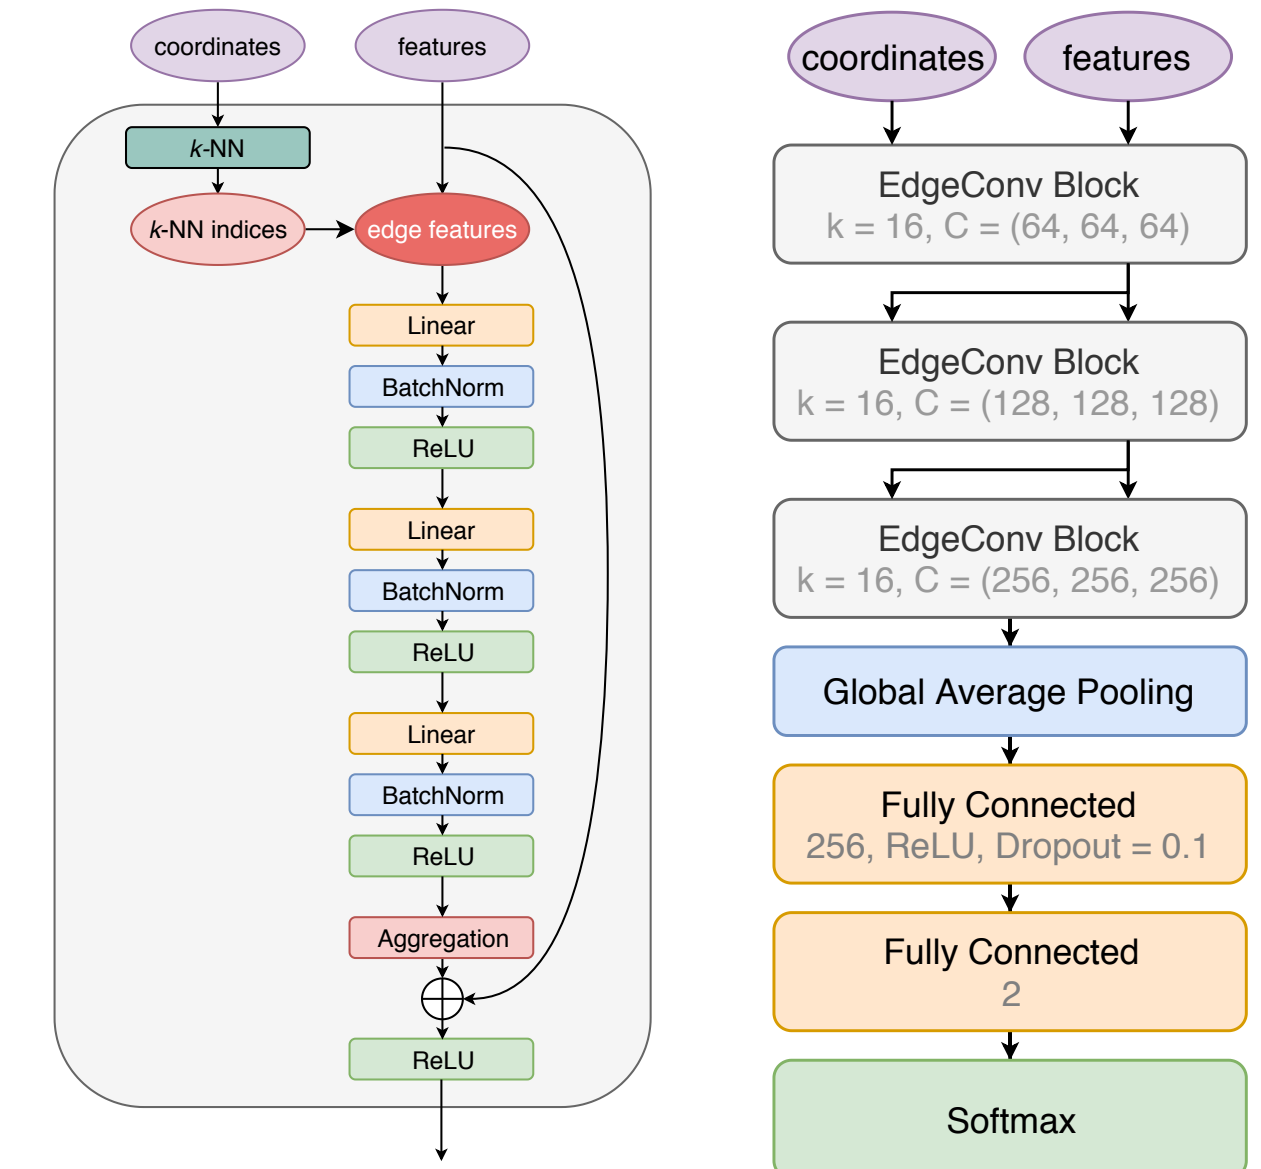 coordinates
features
k-NN
k-NN indices
edge features
Linear
BatchNorm
ReLU
Linear
BatchNorm
ReLU
Linear
BatchNorm
ReLU
Aggregation
ReLU
coordinates
features
EdgeConv Block
k = 16, C = (64, 64, 64)
EdgeConv Block
k = 16, C = (128, 128, 128)
EdgeConv Block
k = 16, C = (256, 256, 256)
Global Average Pooling
Fully Connected
256, ReLU, Dropout = 0.1
Fully Connected
2
Softmax